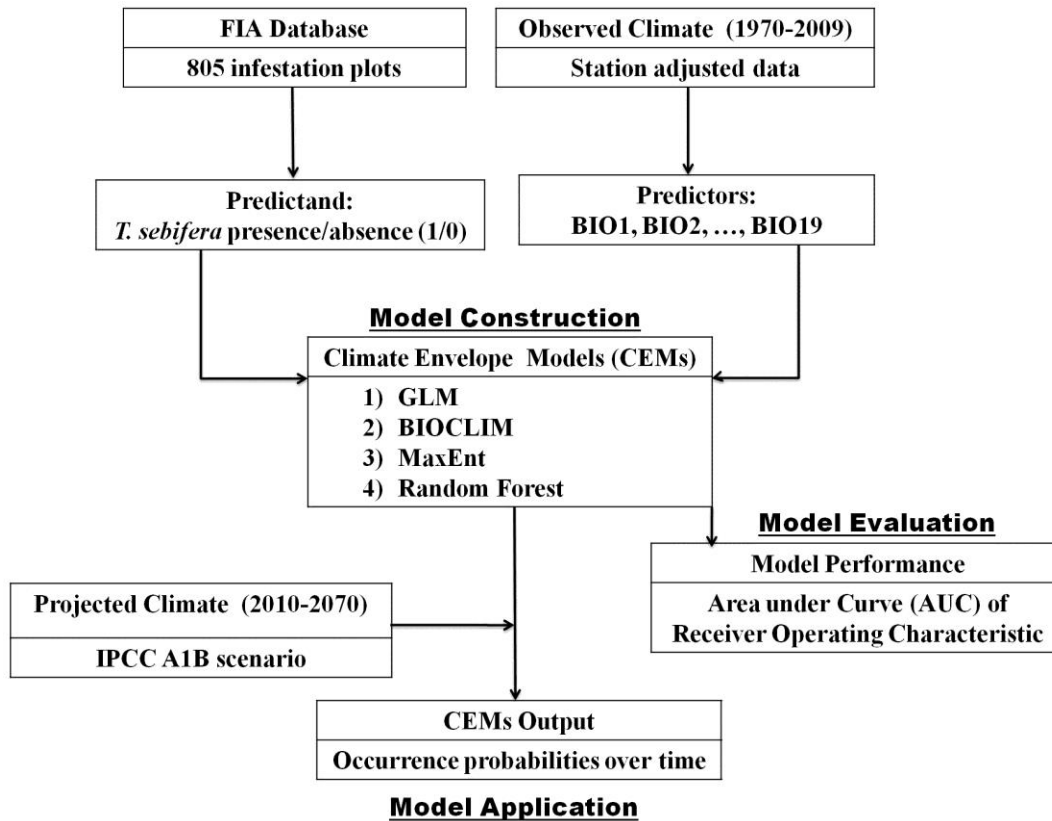 FIA Database
805 infestation plots
Observed Climate (1970-2009)
Station adjusted data
Predictand:
T. sebifera presence/absence (1/0)
Predictors:
BIO1, BIO2, …, BIO19
Model Construction
Climate Envelope Models (CEMs)
1) GLM
2) BIOCLIM
3) MaxEnt
4) Random Forest
Model Evaluation
Model Performance
Area under Curve (AUC) of
Receiver Operating Characteristic
Projected Climate (2010-2070)
IPCC A1B scenario
CEMs Output
Occurrence probabilities over time
Model Application